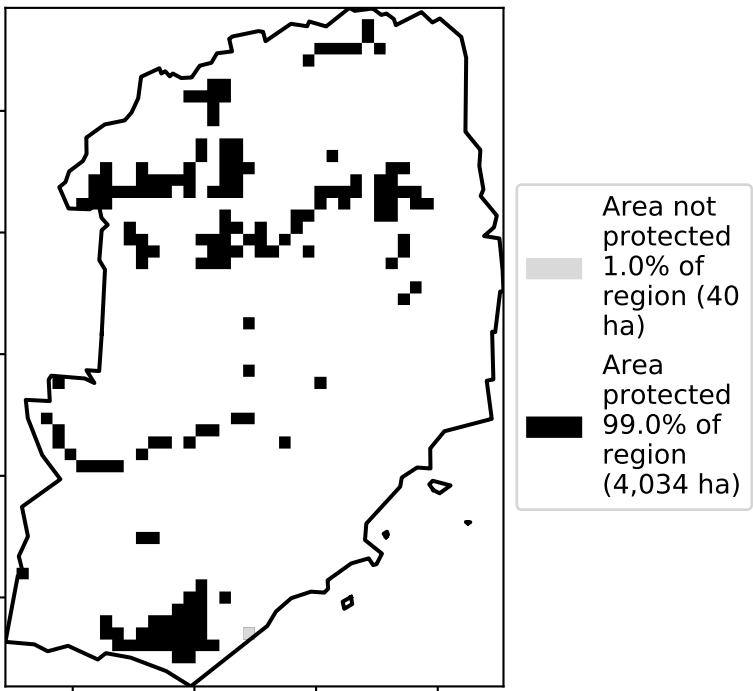 Area not
protected
1.0% of
region (40
ha)
Area
protected
99.0% of
region
(4,034 ha)